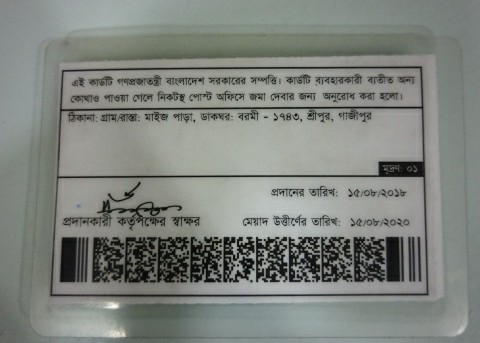 এই কার্ডটি গণপ্রজাতন্ত্রী বাংলাদেশ সরকারের সম্পত্তি। কার্ডটি ব্যবহারকারী ব্যতীত অন্য
কোথাও পাওয়া গেলে নিকটস্থ পোস্ট অফিসে জমা দেবার জন্য অনুরোধ করা হলো।
ঠিকানা: গ্রাম/রাস্তা: মাইজ পাড়া, ডাকঘর: বরমী - ১৭৪৩, শ্রীপুর, গাজীপুর
মুদ্রণ: ০১
প্রদানের তারিখ: ১৫/০৮/২০১৮
প্রদানকারী কর্তৃপক্ষের স্বাক্ষর
মেয়াদ উত্তীর্ণের তারিখ: ১৫/০৮/২০২০